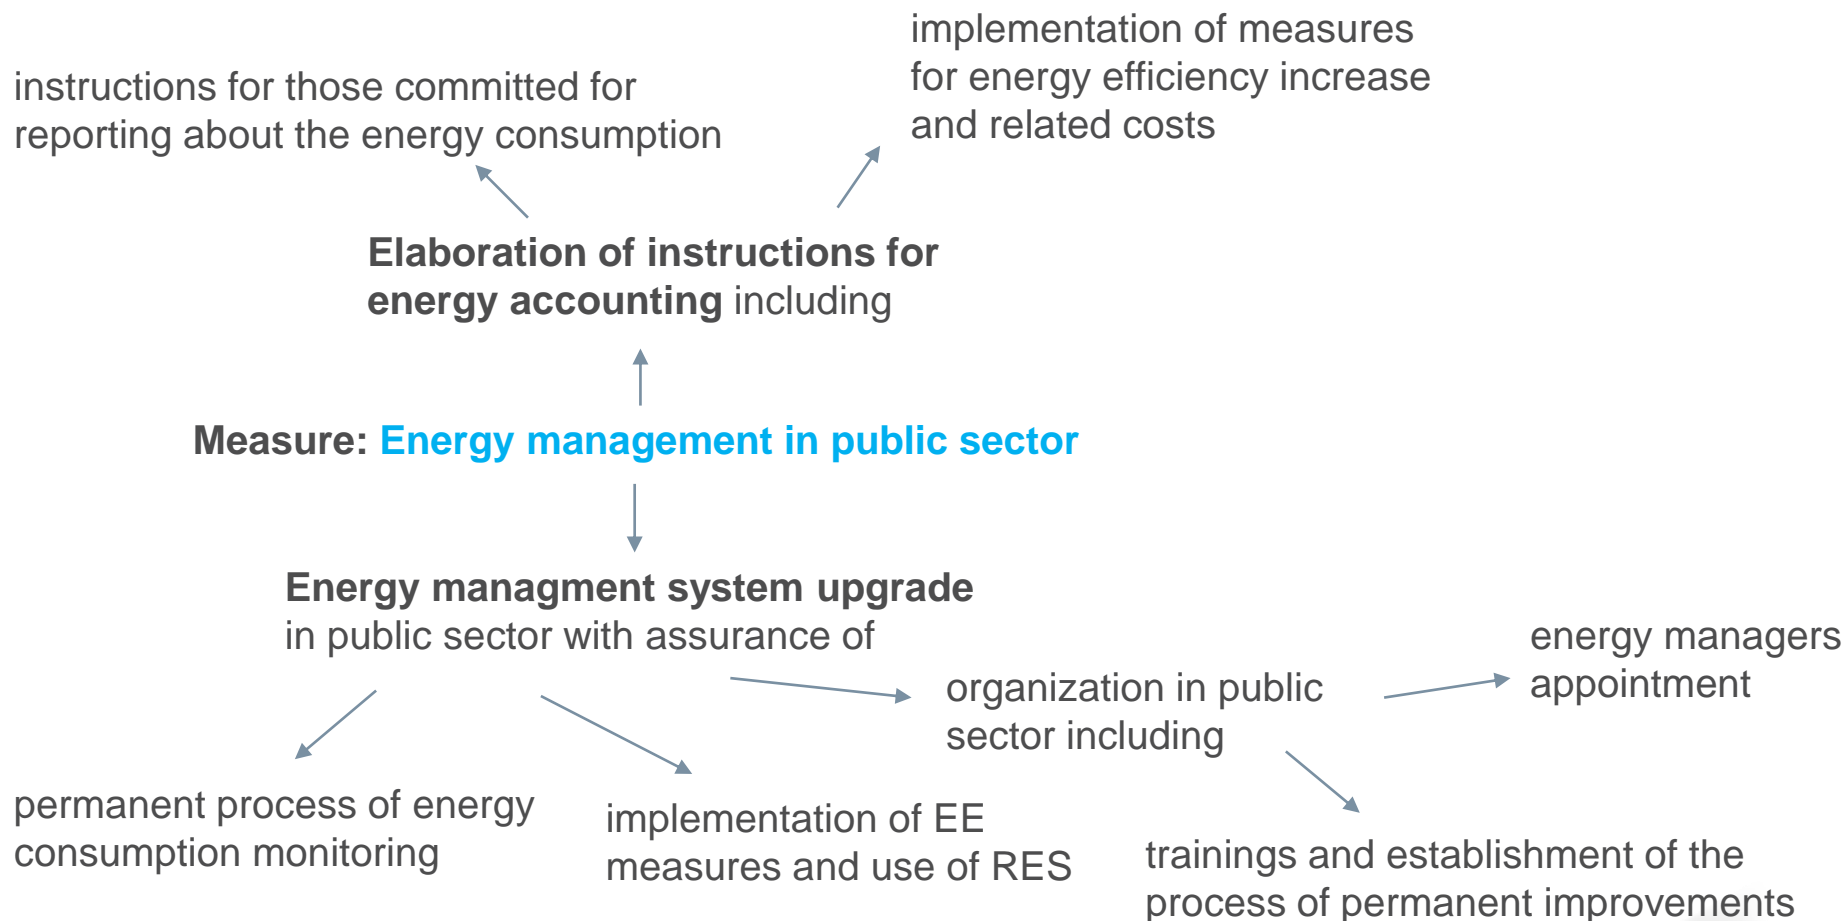 implementation of measures
for energy efficiency increase
and related costs
instructions for those committed for
reporting about the energy consumption
Elaboration of instructions for
energy accounting including
Measure: Energy management in public sector
Energy managment system upgrade
in public sector with assurance of
energy managers
appointment
organization in public
sector including
permanent process of energy
consumption monitoring
implementation of EE
measures and use of RES
trainings and establishment of the
process of permanent improvements